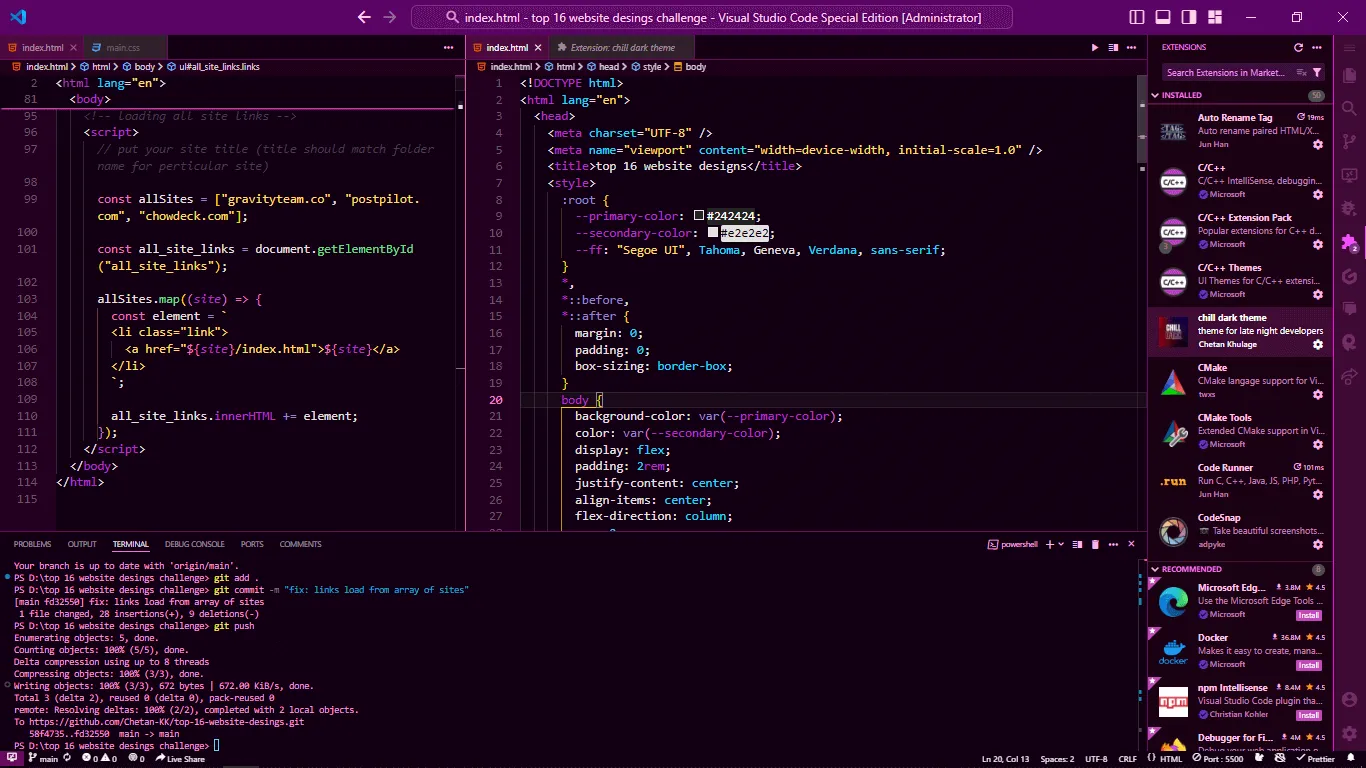 index.html - top 16 website desings challenge - Visual Studio Code Special Edition [Administrator]
index.html
main.css
index.html > html > body > ul#all_site_links.links
2 <html lang="en">
81 <body>
95 <!-- loading all site links -->
96 <script>
97 // put your site title (title should match folder
name for perticular site)
98
99 const allSites = ["gravityteam.co", "postpilot.
com", "chowdeck.com"];
100
101 const all_site_links = document.getElementById
("all_site_links");
102
103 allSites.map((site) => {
104 const element = `
105 <li class="link">
106 <a href="${site}/index.html">${site}</a>
107 </li>
108 `;
109
110 all_site_links.innerHTML += element;
111 });
112 </script>
113 </body>
114 </html>
115
index.html
Extension: chill dark theme
index.html > html > head > style > body
1 <!DOCTYPE html>
2 <html lang="en">
3 <head>
4 <meta charset="UTF-8" />
5 <meta name="viewport" content="width=device-width, initial-scale=1.0" />
6 <title>top 16 website designs</title>
7 <style>
8 :root {
9 --primary-color: #242424;
10 --secondary-color: #e2e2e2;
11 --ff: "Segoe UI", Tahoma, Geneva, Verdana, sans-serif;
12 }
13 *,
14 *::before,
15 *::after {
16 margin: 0;
17 padding: 0;
18 box-sizing: border-box;
19 }
20 body {
21 background-color: var(--primary-color);
22 color: var(--secondary-color);
23 display: flex;
24 padding: 2rem;
25 justify-content: center;
26 align-items: center;
27 flex-direction: column;
EXTENSIONS
Search Extensions in Market...
INSTALLED 50
Auto Rename Tag 19ms
Auto rename paired HTML/X...
Jun Han
C/C++
C/C++ IntelliSense, debuggin...
Microsoft
C/C++ Extension Pack
Popular extensions for C++ d...
3 Microsoft
C/C++ Themes
UI Themes for C/C++ extensi...
Microsoft
chill dark theme
theme for late night developers
Chetan Khulage
CMake
CMake langage support for Vi...
twxs
CMake Tools
Extended CMake support in Vi...
Microsoft
Code Runner 101ms
Run C, C++, Java, JS, PHP, Pyt...
Jun Han
CodeSnap
Take beautiful screenshots...
adpyke
RECOMMENDED 8
Microsoft Edg... 3.8M 4.5
Use the Microsoft Edge Tools ...
Microsoft Install
Docker 36.8M 4.5
Makes it easy to create, mana...
Microsoft Install
npm Intellisense 8.4M 4.5
Visual Studio Code plugin tha...
Christian Kohler Install
Debugger for Fi... 4M 4.5
Debug your web application o...
PROBLEMS OUTPUT TERMINAL DEBUG CONSOLE PORTS COMMENTS
powershell
Your branch is up to date with 'origin/main'.
PS D:\top 16 website desings challenge> git add .
PS D:\top 16 website desings challenge> git commit -m "fix: links load from array of sites"
[main fd32550] fix: links load from array of sites
1 file changed, 28 insertions(+), 9 deletions(-)
PS D:\top 16 website desings challenge> git push
Enumerating objects: 5, done.
Counting objects: 100% (5/5), done.
Delta compression using up to 8 threads
Compressing objects: 100% (3/3), done.
Writing objects: 100% (3/3), 672 bytes | 672.00 KiB/s, done.
Total 3 (delta 2), reused 0 (delta 0), pack-reused 0
remote: Resolving deltas: 100% (2/2), completed with 2 local objects.
To https://github.com/Chetan-KK/top-16-website-desings.git
58f4735..fd32550 main -> main
PS D:\top 16 website desings challenge>
main 0 0 0 Live Share
Ln 20, Col 13 Spaces: 2 UTF-8 CRLF HTML Port : 5500 Prettier